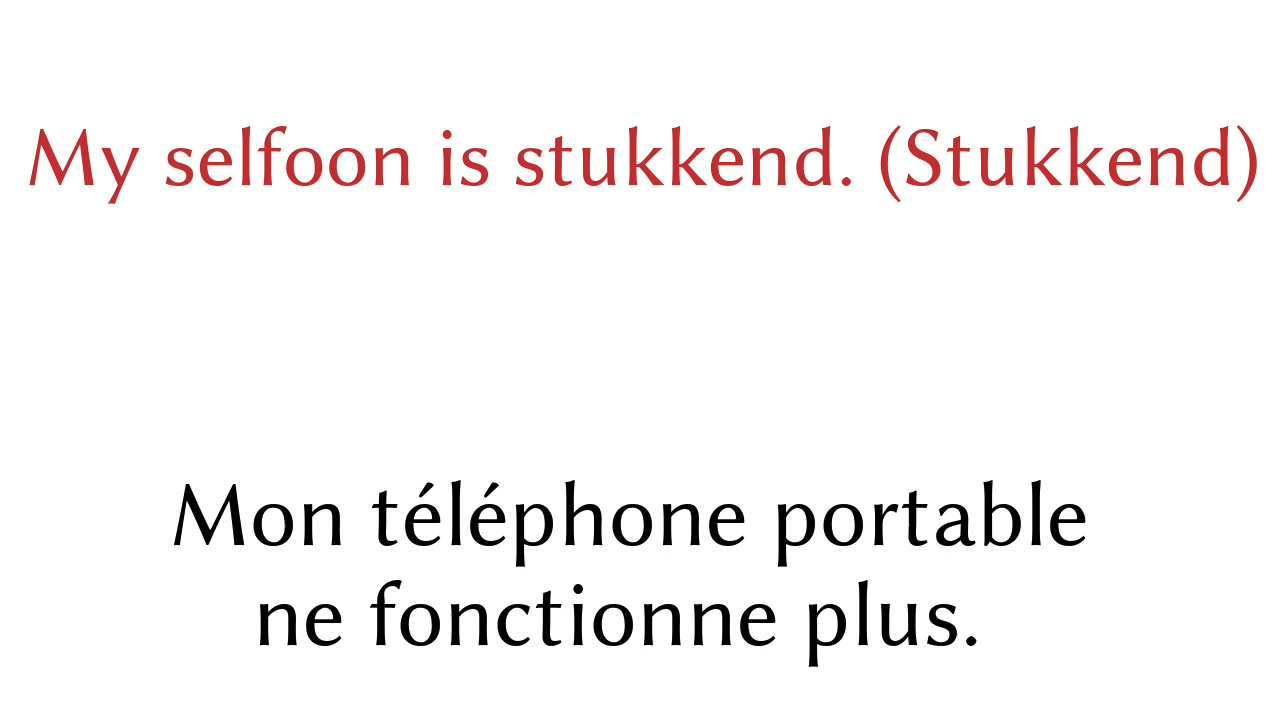 My selfoon is stukkend. (Stukkend)
Mon téléphone portable
ne fonctionne plus.